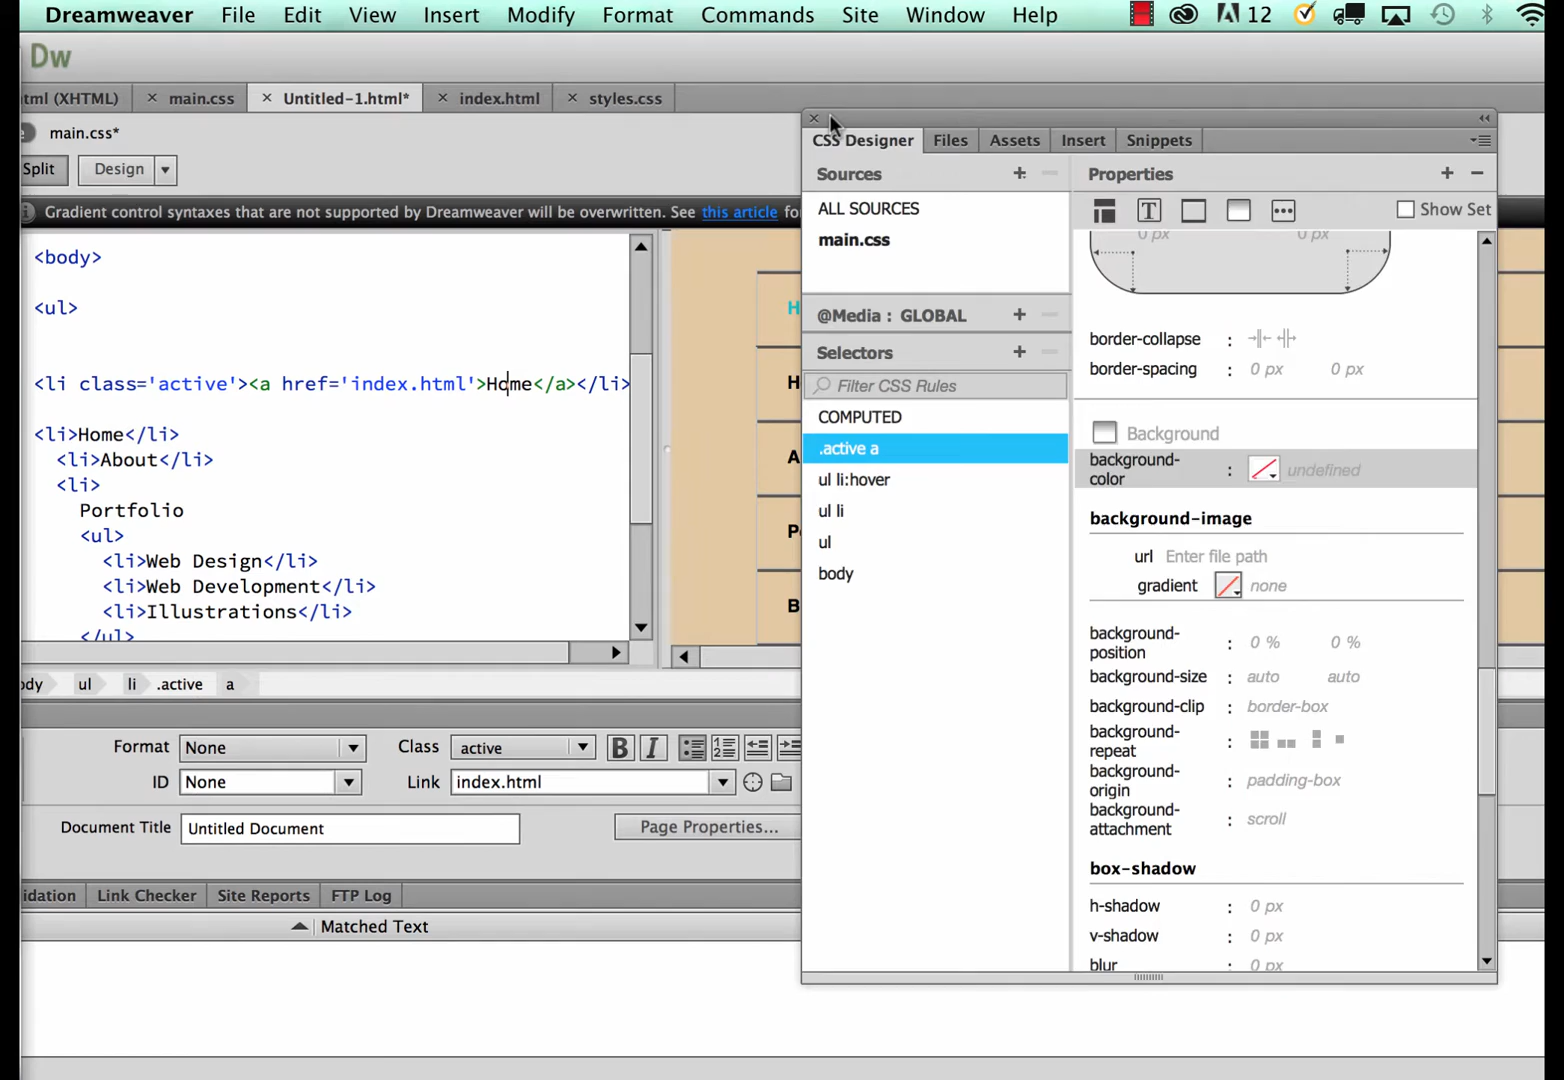 Dreamweaver File Edit View Insert Modify Format Commands Site Window Help 12
Dw
tml (XHTML) × main.css × Untitled-1.html* × index.html × styles.css
main.css*
Split Design
Gradient control syntaxes that are not supported by Dreamweaver will be overwritten. See this article for
<body>
<ul>
<li class='active'><a href='index.html'>Home</a></li>
<li>Home</li>
<li>About</li>
<li>
Portfolio
<ul>
<li>Web Design</li>
<li>Web Development</li>
<li>Illustrations</li>
</ul>
H
H
A
P
B
ul li .active a
Format None Class active B I
ID None Link index.html
Document Title Untitled Document Page Properties...
idation Link Checker Site Reports FTP Log
Matched Text
CSS Designer Files Assets Insert Snippets
Sources
ALL SOURCES
main.css
@Media : GLOBAL
Selectors
Filter CSS Rules
COMPUTED
.active a
ul li:hover
ul li
ul
body
Properties
Show Set
0 px 0 px
border-collapse :
border-spacing : 0 px 0 px
Background
background-color : undefined
background-image
url Enter file path
gradient none
background-position : 0 % 0 %
background-size : auto auto
background-clip : border-box
background-repeat :
background-origin : padding-box
background-attachment : scroll
box-shadow
h-shadow : 0 px
v-shadow : 0 px
blur : 0 px